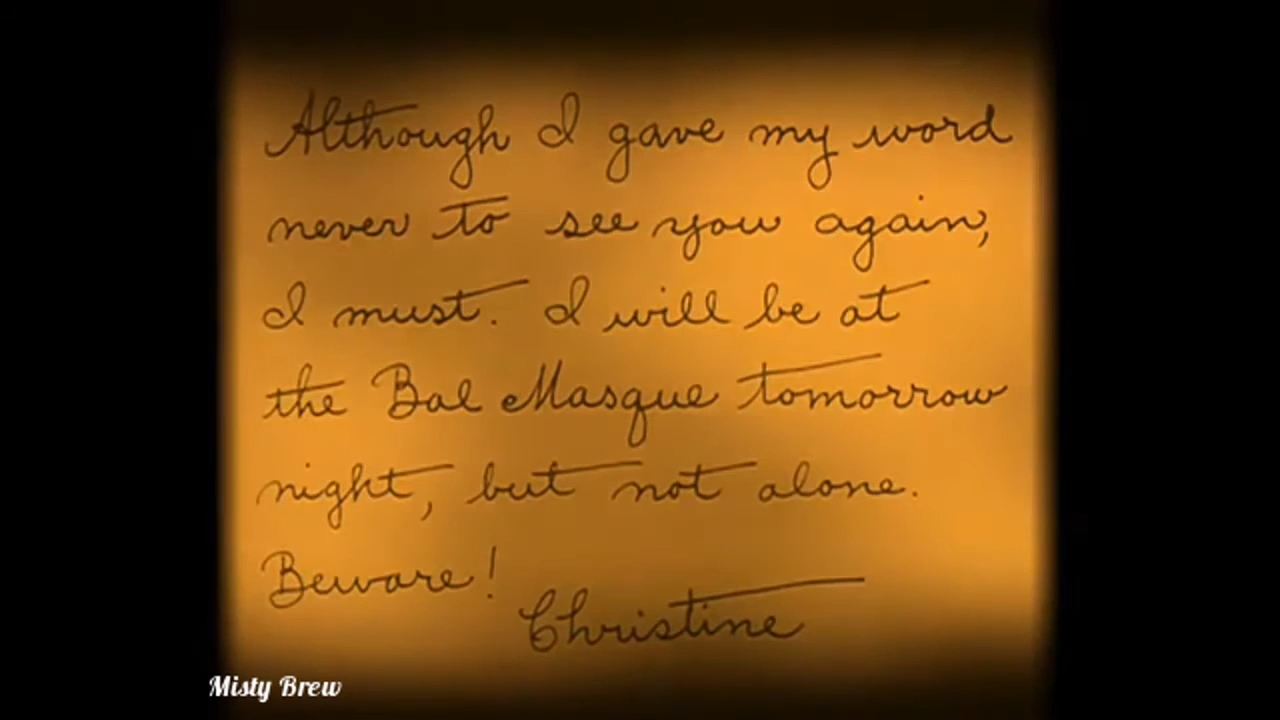 Although I gave my word
never to see you again,
I must. I will be at
the Bal Masque tomorrow
night, but not alone.
Beware!
Christine
Misty Brew